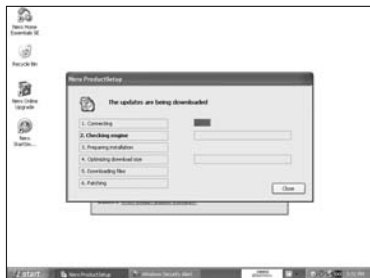 Nero Home
Essentials SE
Recycle Bin
Nero Online
Upgrade
Nero
StartSm...
Nero ProductSetup
The updates are being downloaded
1. Connecting
2. Checking engine
3. Preparing installation
4. Optimizing download size
5. Downloading files
6. Patching
Close
start
Nero ProductSetup
Windows Security Alert